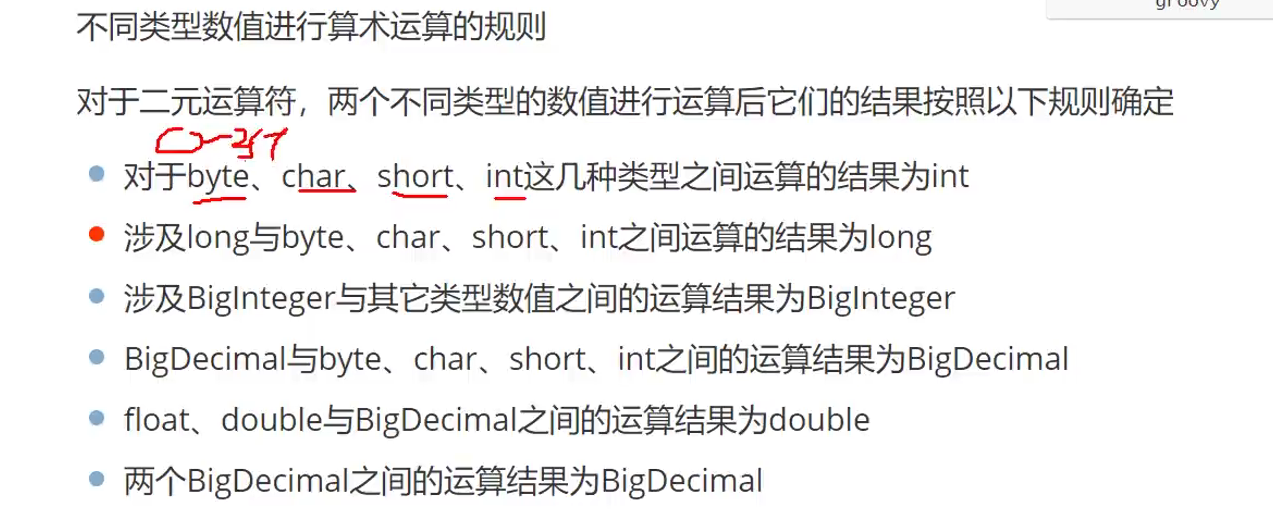 groovy
不同类型数值进行算术运算的规则
对于二元运算符，两个不同类型的数值进行运算后它们的结果按照以下规则确定
对于byte、char、short、int这几种类型之间运算的结果为int
涉及long与byte、char、short、int之间运算的结果为long
涉及BigInteger与其它类型数值之间的运算结果为BigInteger
BigDecimal与byte、char、short、int之间的运算结果为BigDecimal
float、double与BigDecimal之间的运算结果为double
两个BigDecimal之间的运算结果为BigDecimal